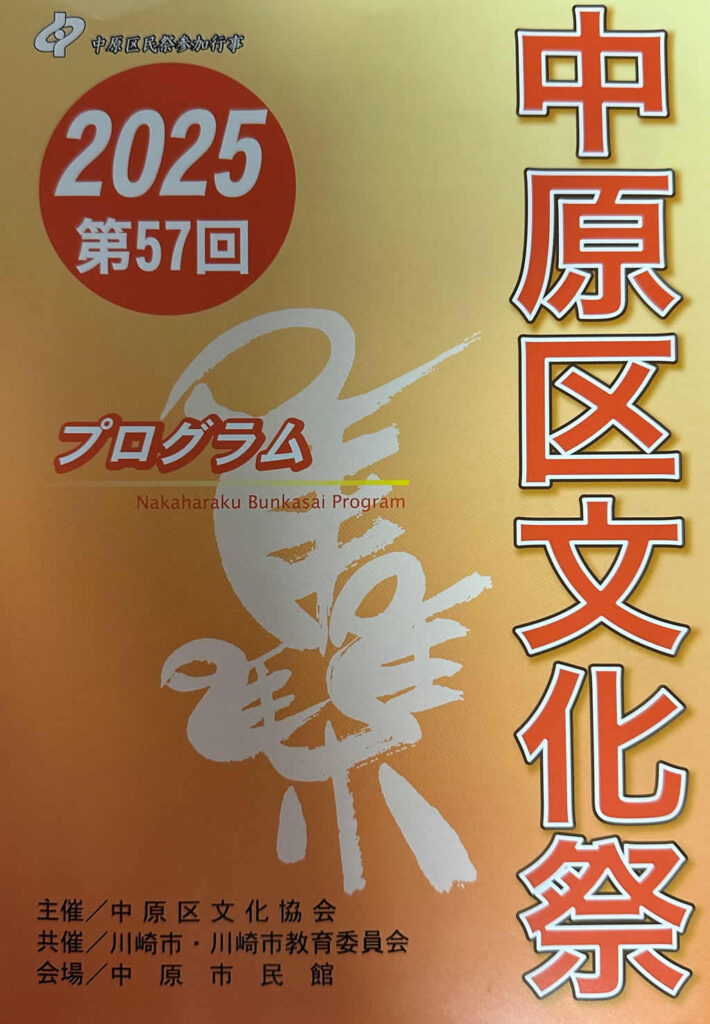 中原区民祭参加行事
2025
第57回
中原区文化祭
プログラム
Nakaharaku Bunkasai Program
主催／中原区文化協会
共催／川崎市・川崎市教育委員会
会場／中原市民館